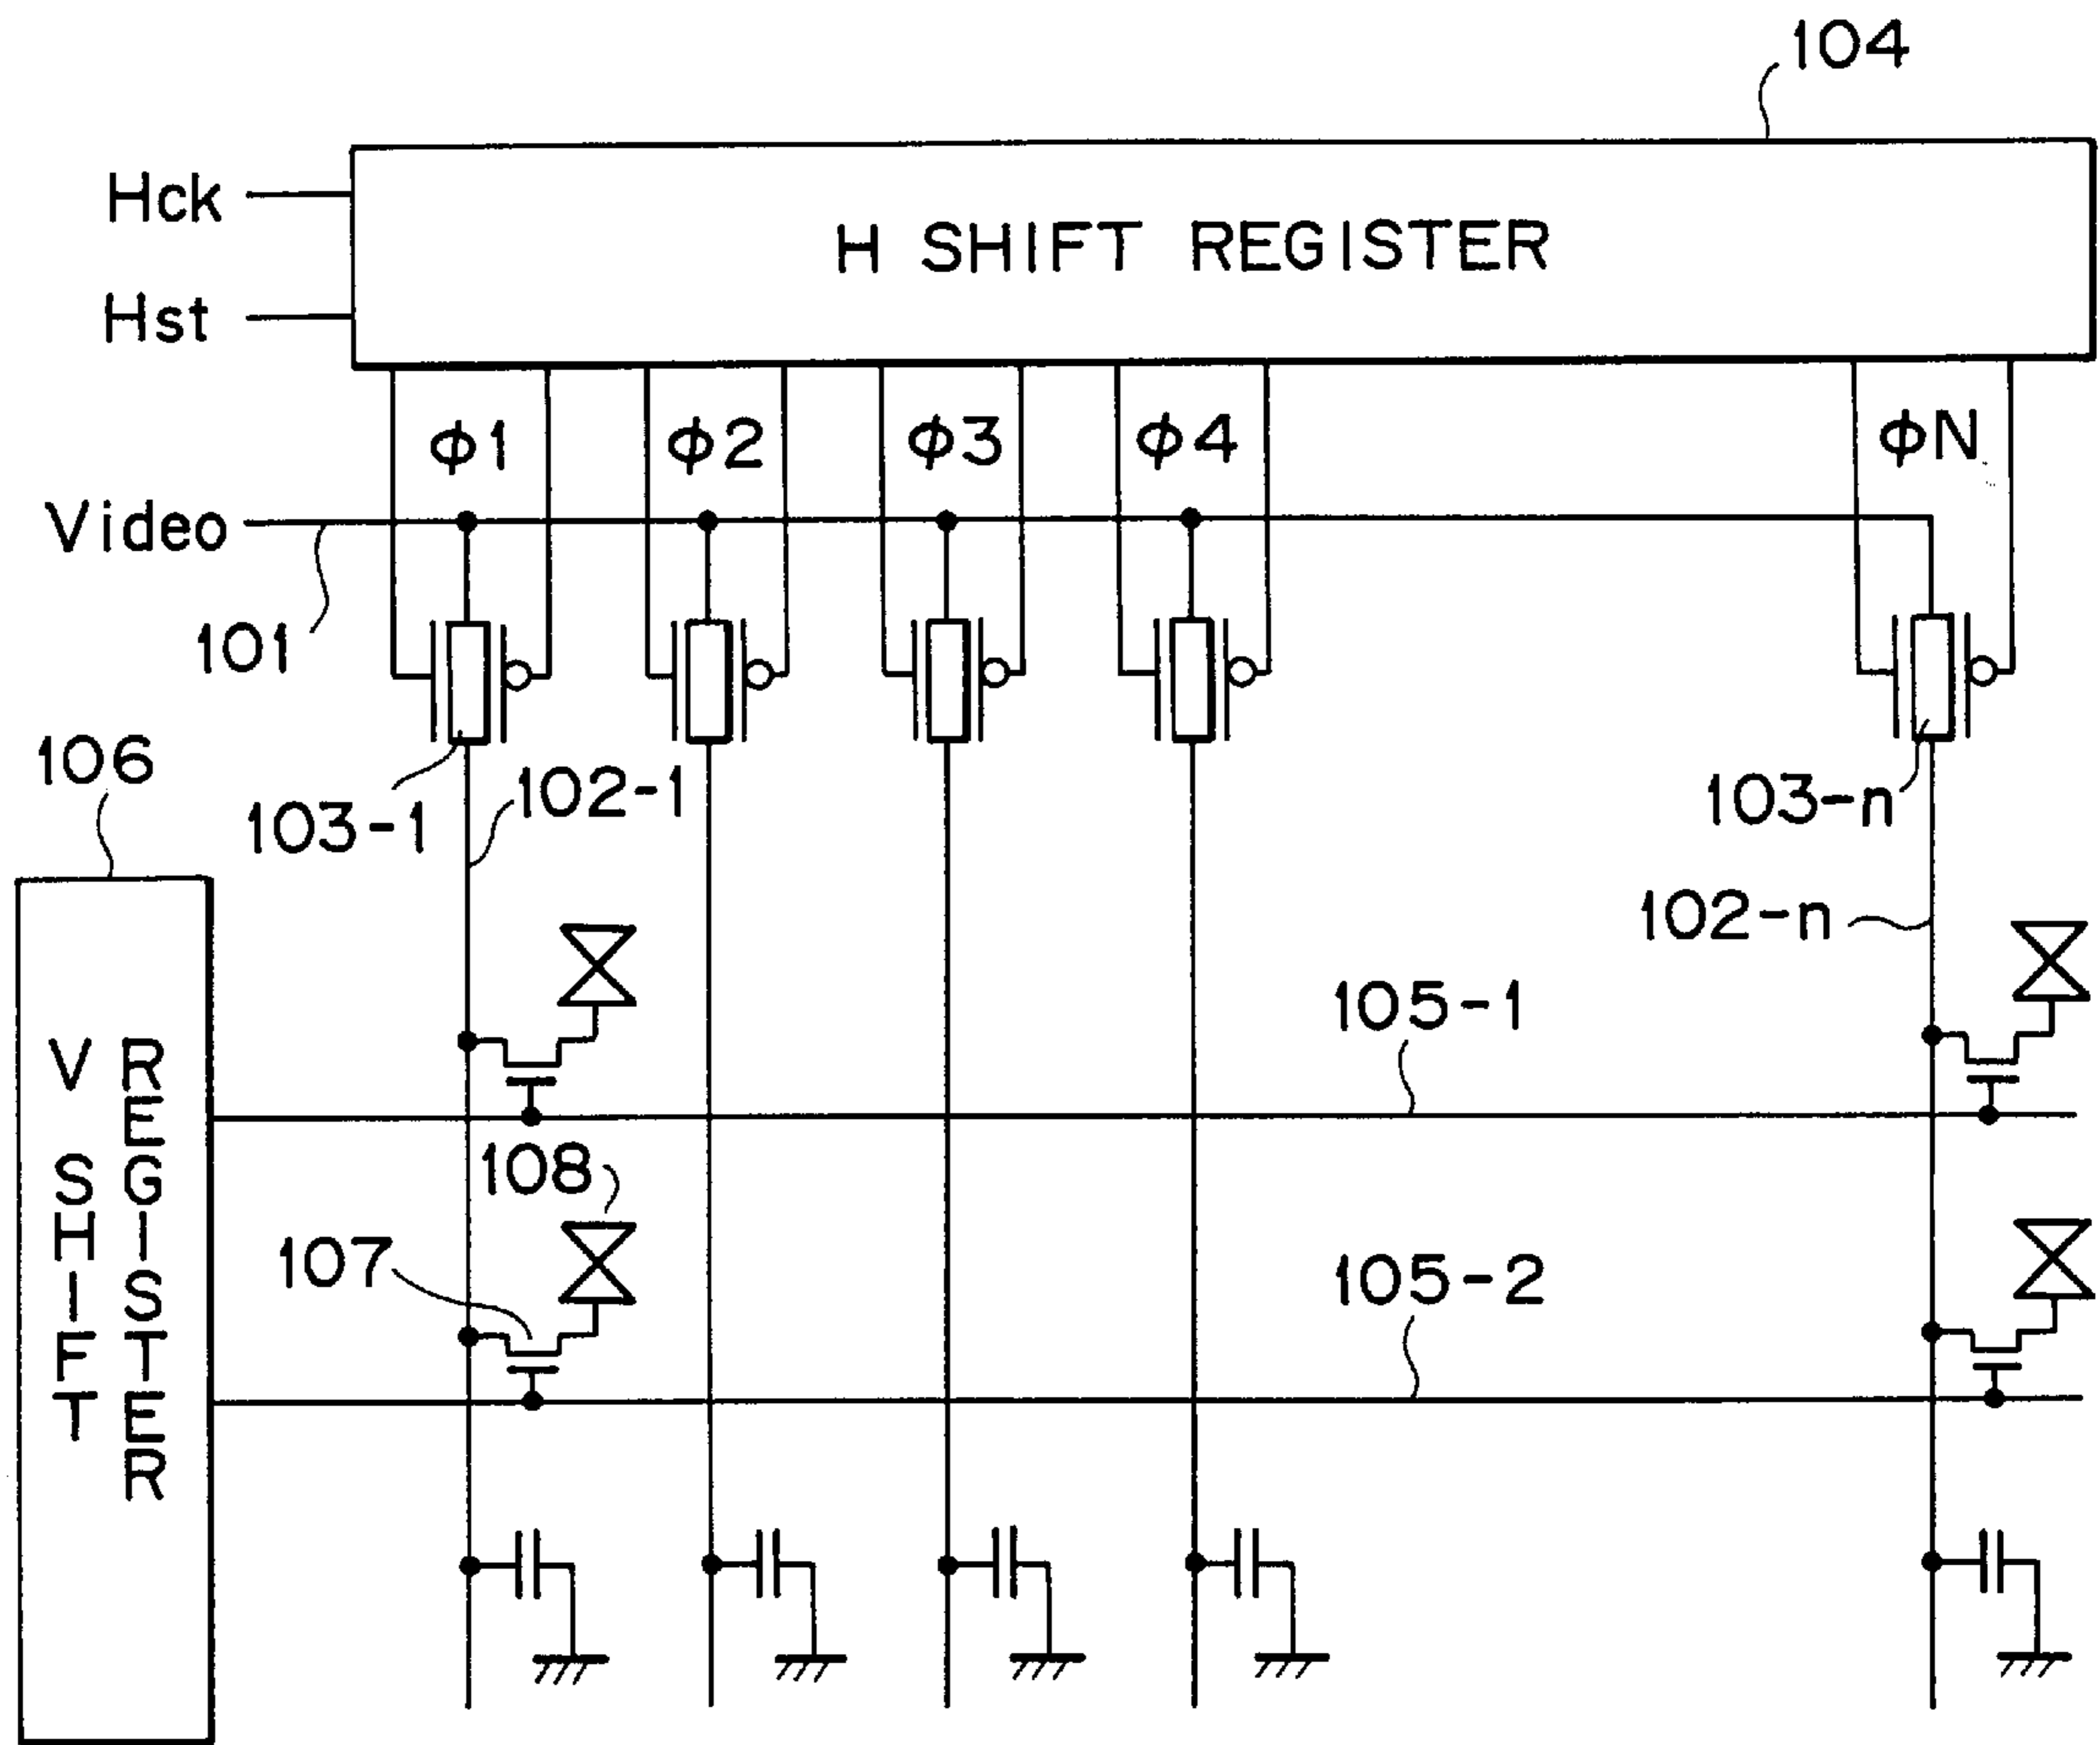 104
Hck
H SHIFT REGISTER
Hst
φ1 φ2 φ3 φ4 φN
Video
101
106
103-1
102-1
103-n
102-n
105-1
V SHIFT
REGISTER
108
107
105-2